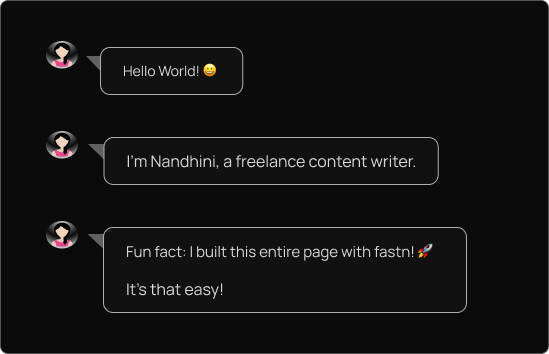 Hello World! 😀
I'm Nandhini, a freelance content writer.
Fun fact: I built this entire page with fastn! 🚀
It's that easy!